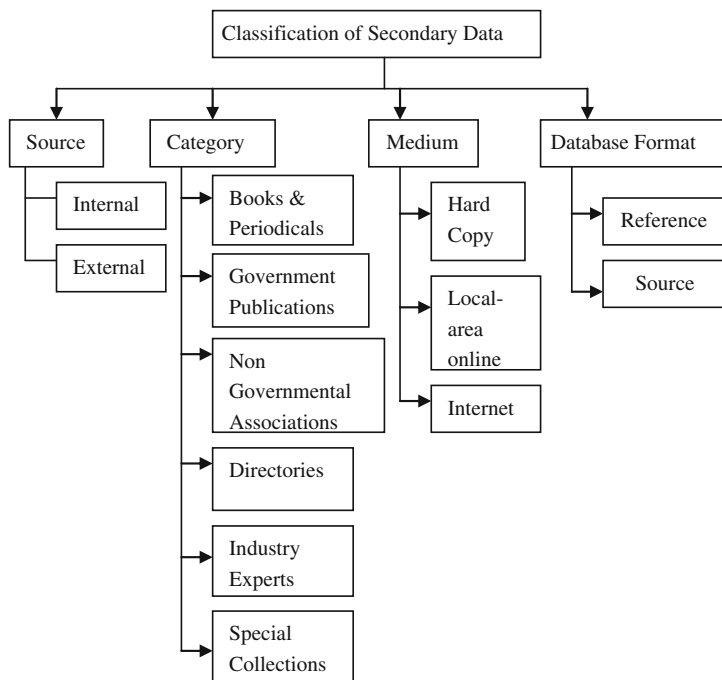 Classification of Secondary Data
Source
Category
Medium
Database Format
Internal
External
Books &
Periodicals
Government
Publications
Non
Governmental
Associations
Directories
Industry
Experts
Special
Collections
Hard
Copy
Local-
area
online
Internet
Reference
Source